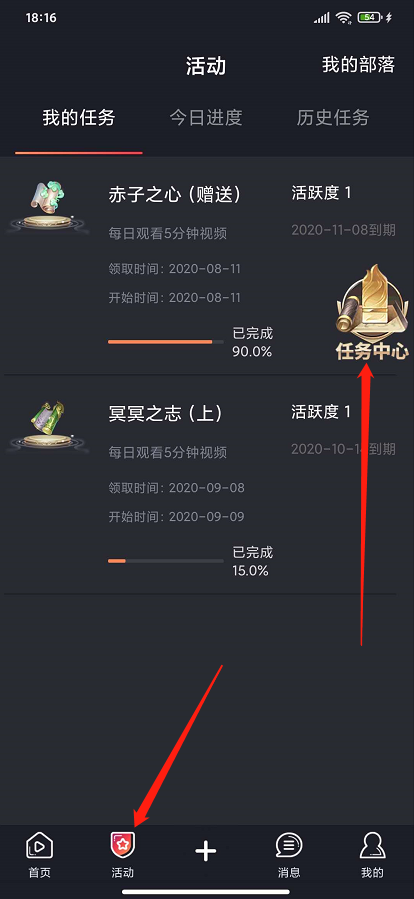 18:16
54
活动
我的部落
我的任务 今日进度 历史任务
赤子之心（赠送） 活跃度 1
每日观看5分钟视频 2020-11-08到期
领取时间：2020-08-11
开始时间：2020-08-11
已完成
90.0%
任务中心
冥冥之志（上） 活跃度 1
每日观看5分钟视频
到期
领取时间：2020-09-08
开始时间：2020-09-09
已完成
15.0%
首页 活动 消息 我的